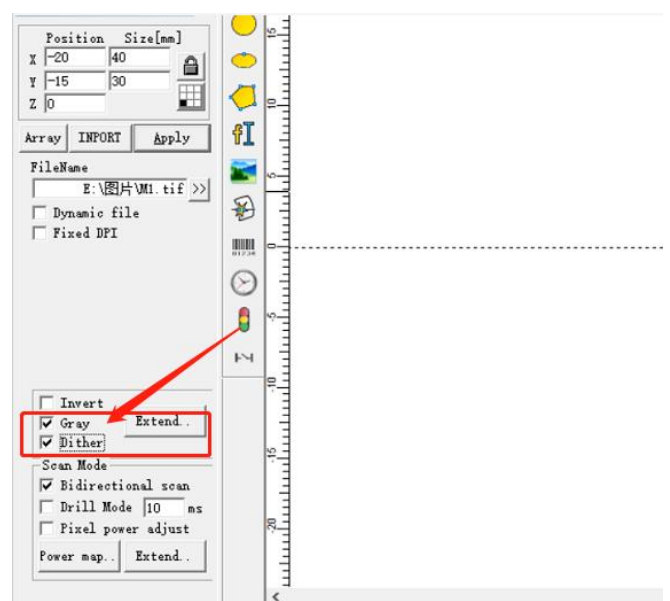 Position Size[mm]
X -20 40
Y -15 30
Z 0
Array INPORT Apply
FileName
E:\图片\M1.tif >>
Dynamic file
Fixed DPI
Invert
Gray Extend..
Dither
Scan Mode
Bidirectional scan
Drill Mode 10 ms
Pixel power adjust
Power map.. Extend..
15
10
5
0
-5
-10
-15
-20